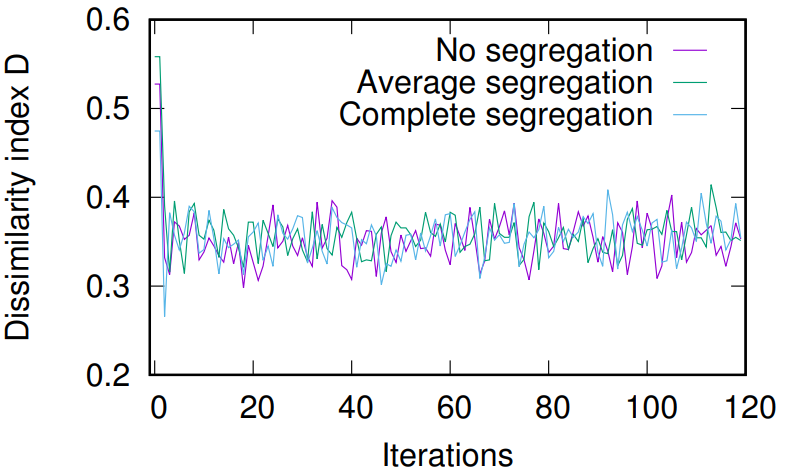 Dissimilarity index D
0.6
0.5
0.4
0.3
0.2
No segregation
Average segregation
Complete segregation
0 20 40 60 80 100 120
Iterations